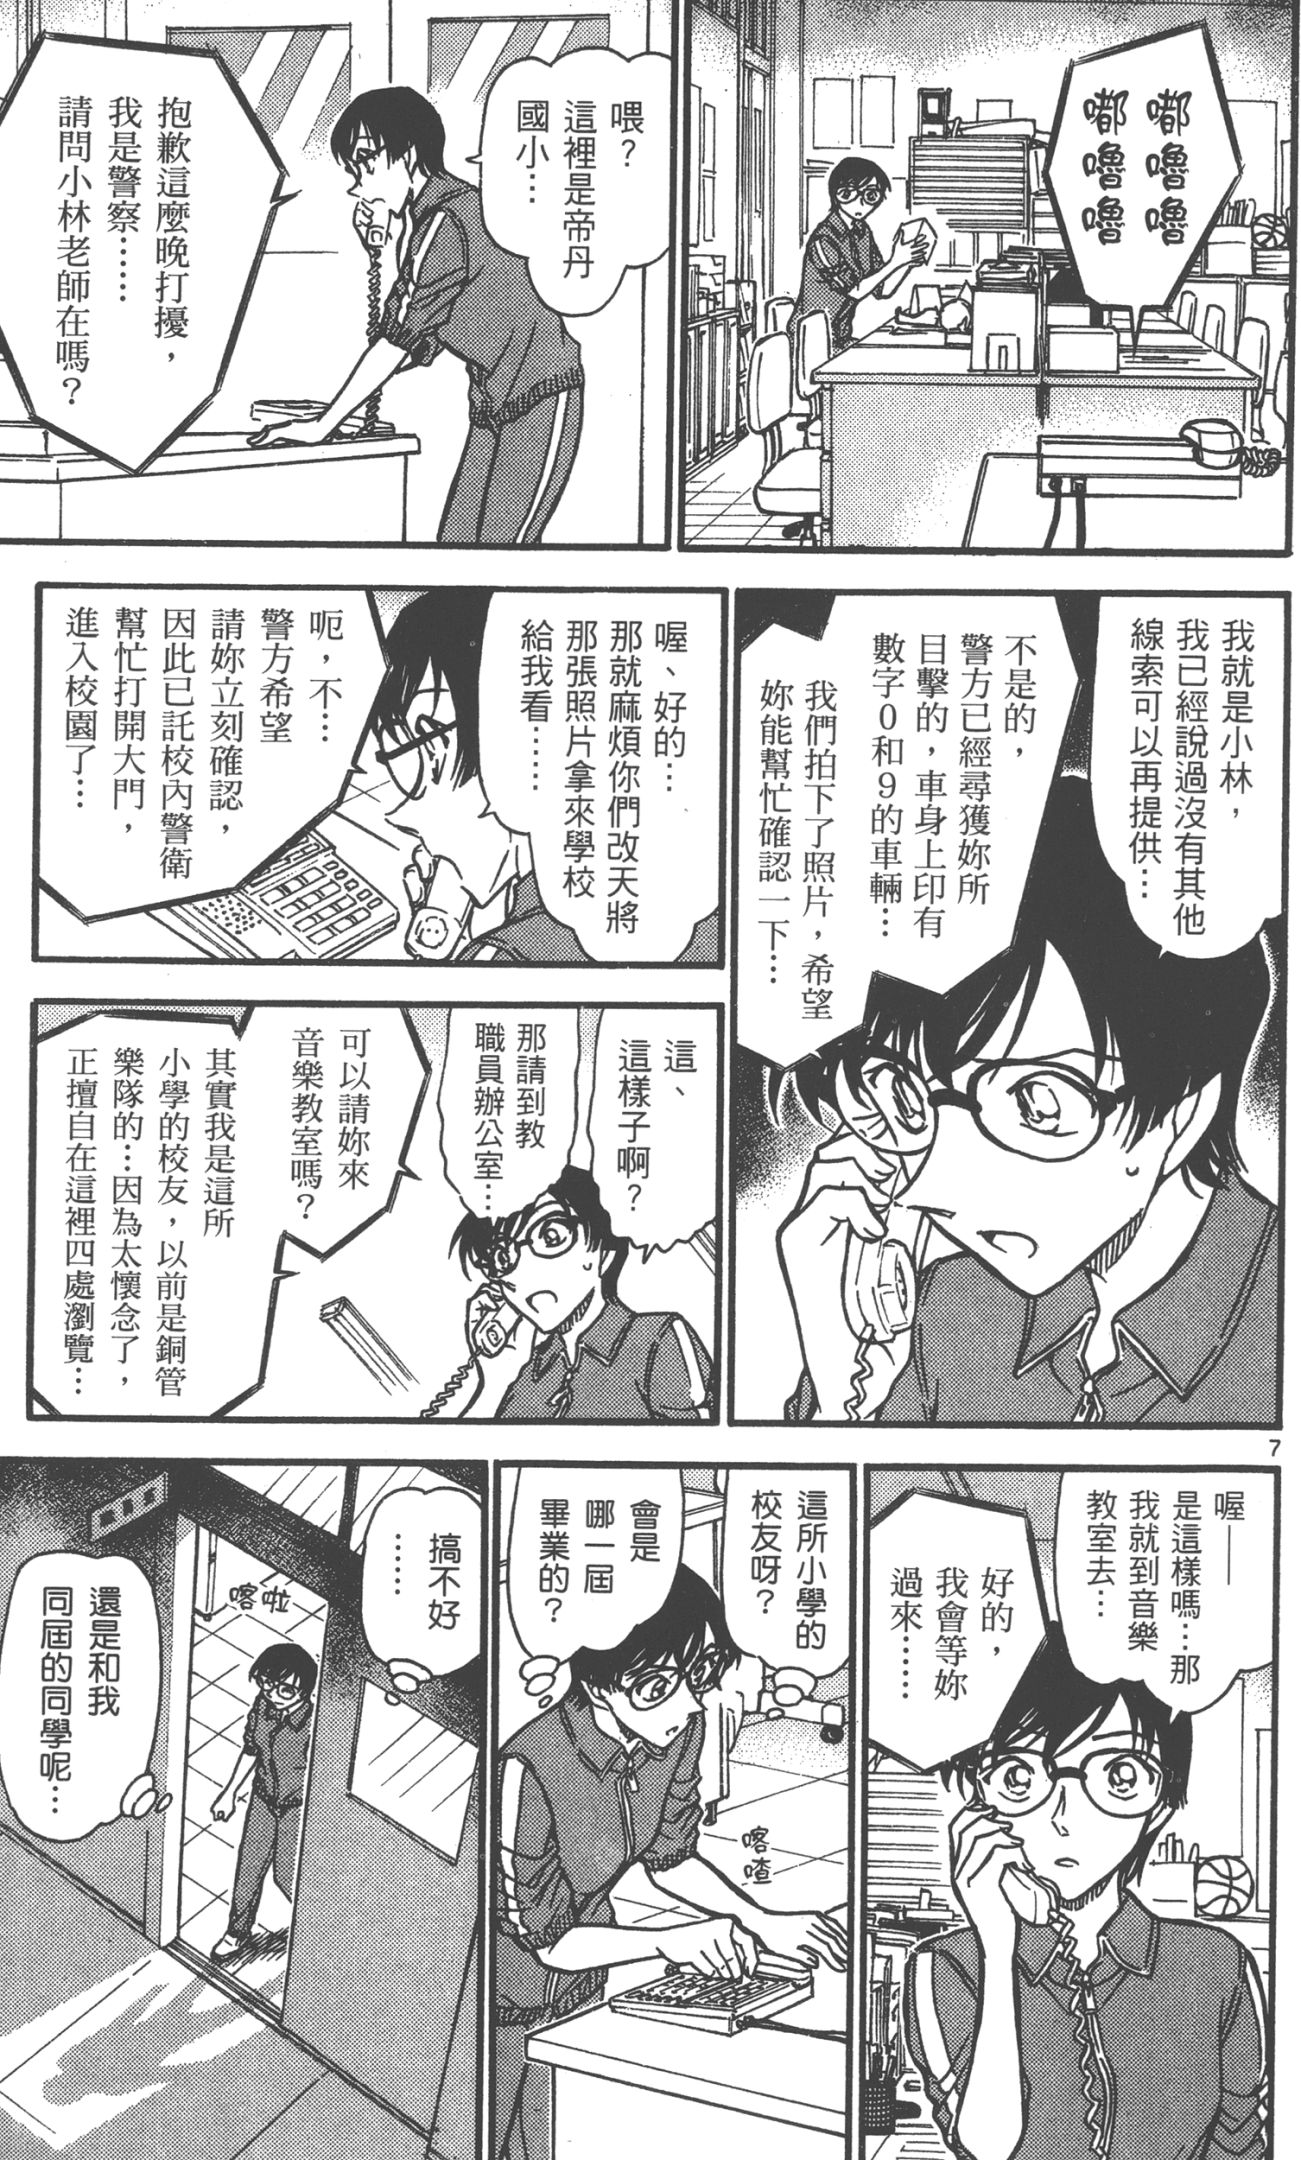 嘟嚕嚕
嘟嚕嚕
喂？
這裡是帝丹
國小…
抱歉這麼晚打擾，
我是警察……
請問小林老師在嗎？
我就是小林，
我已經說過沒有其他
線索可以再提供…
不是的，
警方已經尋獲妳所
目擊的，車身上印有
數字0和9的車輛…
我們拍下了照片，希望
妳能幫忙確認一下…
喔、好的…
那就麻煩你們改天將
那張照片拿來學校
給我看……
呃，不…
警方希望
請妳立刻確認，
因此已託校內警衛
幫忙打開大門，
進入校園了…
這、
這樣子啊？
那請到教
職員辦公室…
可以請妳來
音樂教室嗎？
其實我是這所
小學的校友，以前是銅管
樂隊的…因為太懷念了，
正擅自在這裡四處瀏覽…
7
喔——
是這樣嗎…那
我就到音樂
教室去…
好的，
我會等妳
過來……
這所小學的
校友呀？
會是
哪一屆
畢業的？
喀喳
搞不好
……
喀啦
還是和我
同屆的同學呢…